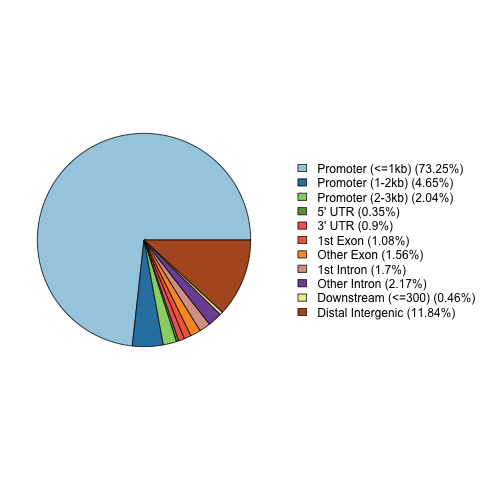 Promoter (<=1kb) (73.25%)
Promoter (1-2kb) (4.65%)
Promoter (2-3kb) (2.04%)
5' UTR (0.35%)
3' UTR (0.9%)
1st Exon (1.08%)
Other Exon (1.56%)
1st Intron (1.7%)
Other Intron (2.17%)
Downstream (<=300) (0.46%)
Distal Intergenic (11.84%)